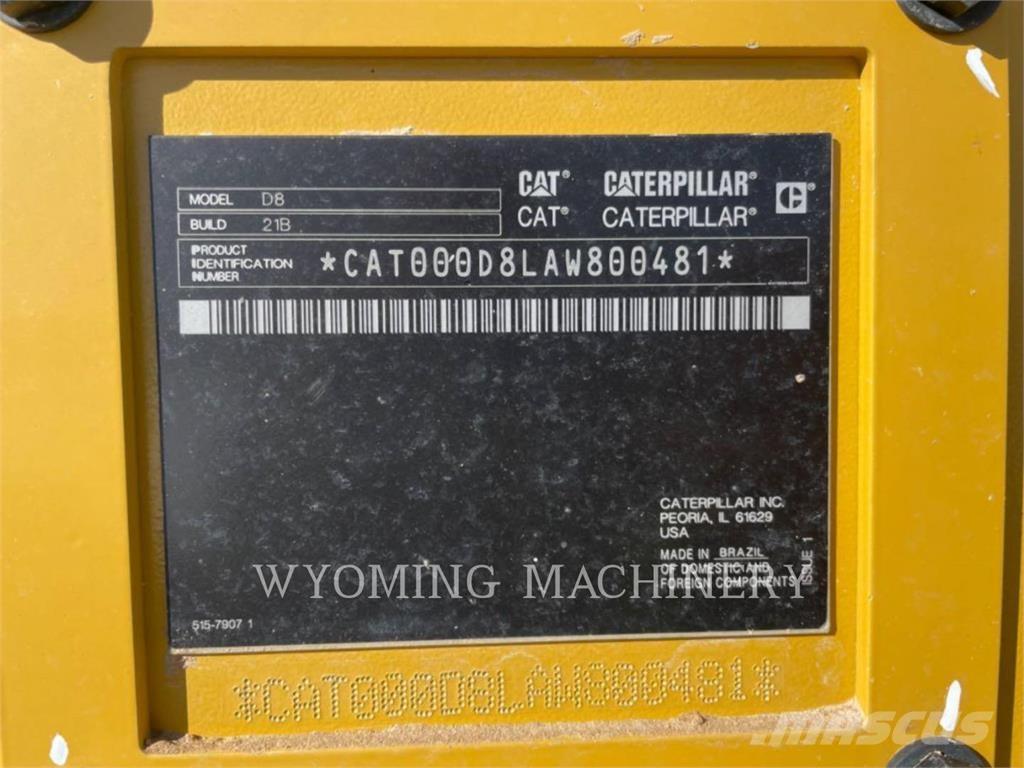 MODEL D8
BUILD 21B
CAT® CATERPILLAR®
CAT® CATERPILLAR®
PRODUCT
IDENTIFICATION
NUMBER
*CAT000D8LAW800481*
CATERPILLAR INC.
PEORIA, IL 61629
USA
MADE IN BRAZIL
OF DOMESTIC AND
FOREIGN COMPONENTS
ISSUE 1
WYOMING MACHINERY
515-7907 1
*CAT000D8LAW800481*
MASCUS